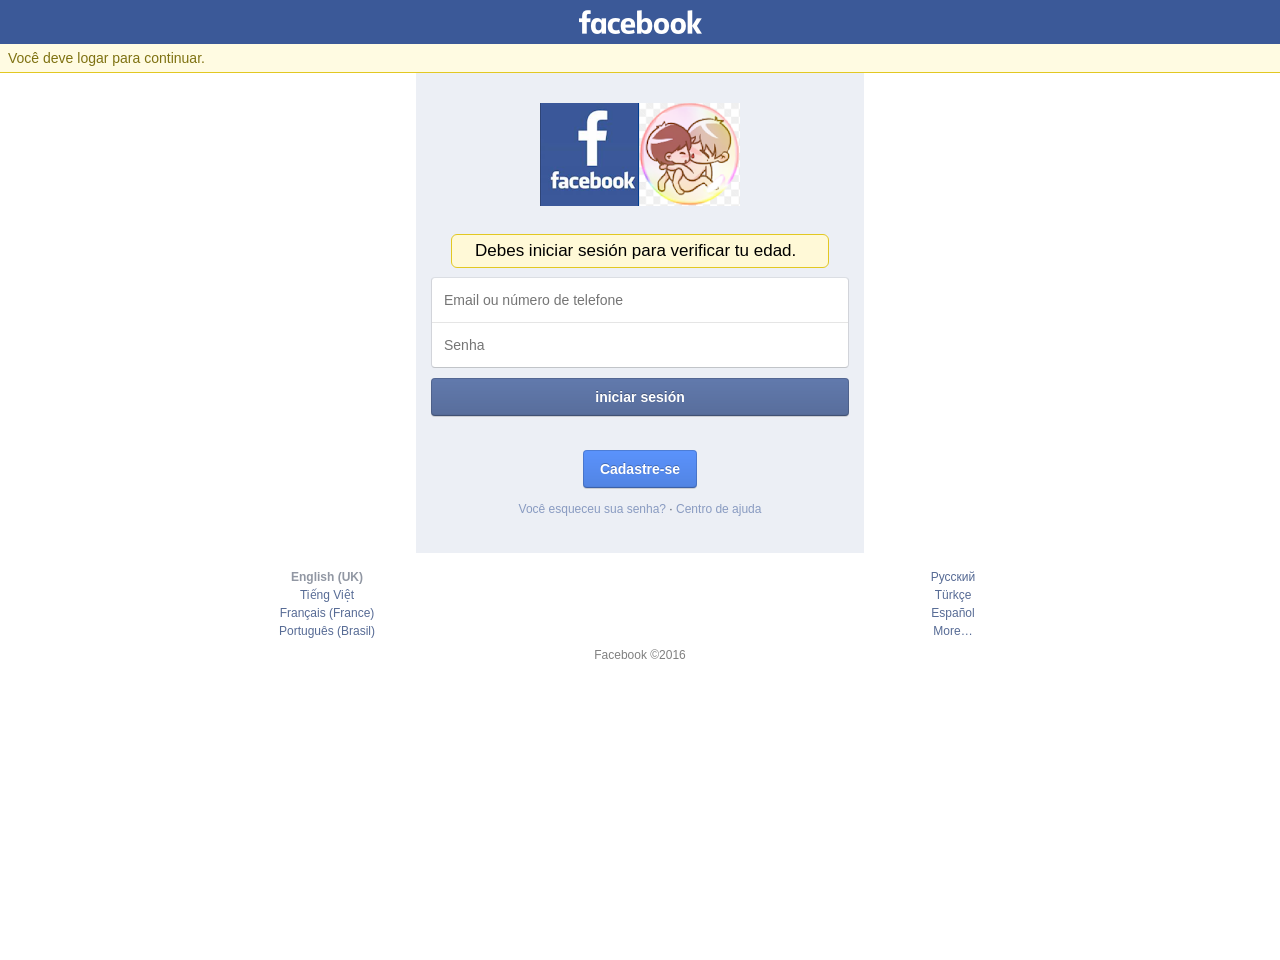 facebook
Você deve logar para continuar.
facebook
Debes iniciar sesión para verificar tu edad.
Email ou número de telefone
Senha
iniciar sesión
Cadastre-se
Você esqueceu sua senha? · Centro de ajuda
English (UK)
Tiếng Việt
Français (France)
Português (Brasil)
Русский
Türkçe
Español
More…
Facebook ©2016